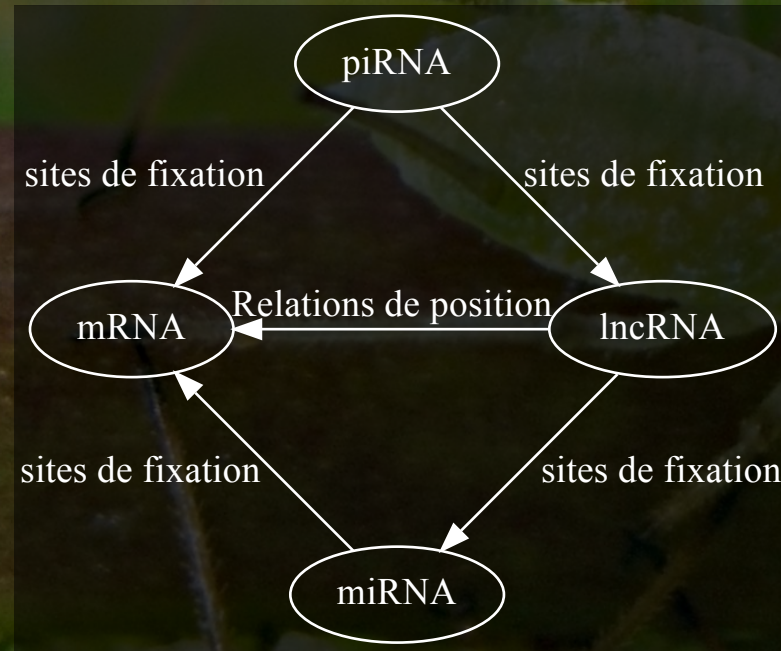 piRNA
sites de fixation
sites de fixation
Relations de position
mRNA
lncRNA
sites de fixation
sites de fixation
miRNA